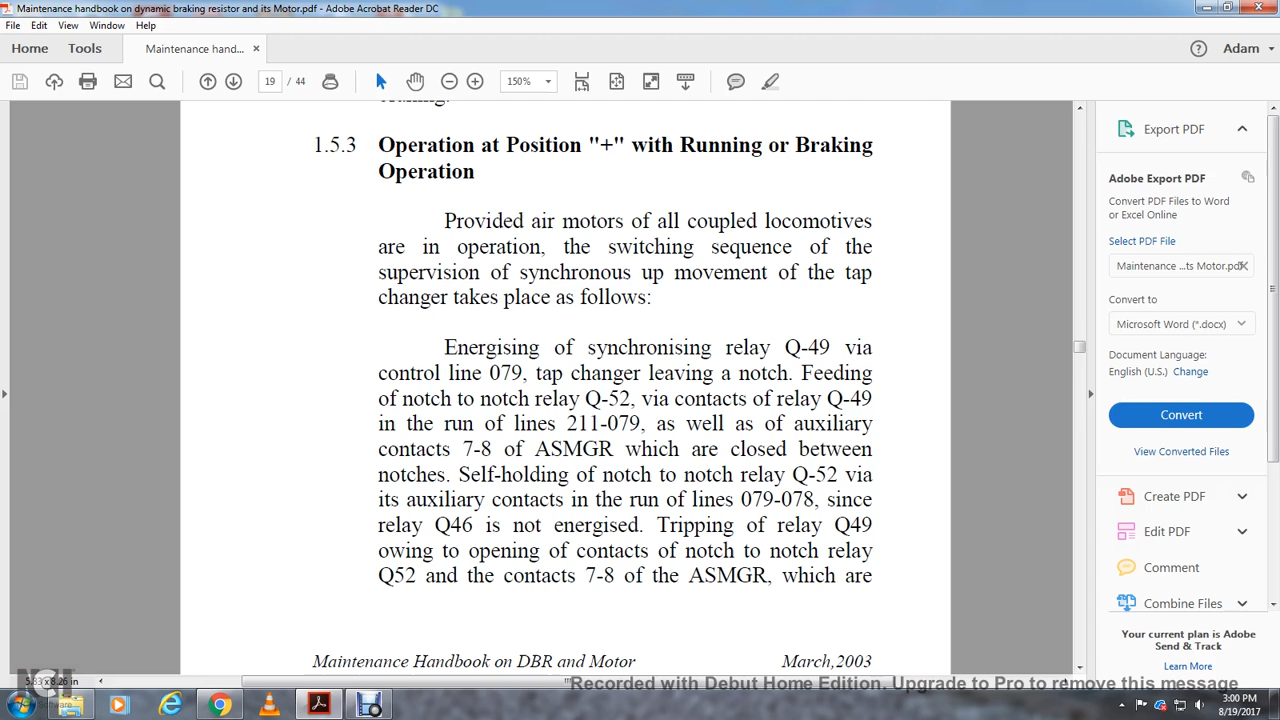 Maintenance handbook on dynamic braking resistor and its Motor.pdf - Adobe Acrobat Reader DC
File Edit View Window Help
Home Tools Maintenance hand... × Adam
19 / 44 150%
Export PDF
1.5.3 Operation at Position "+" with Running or Braking
Operation
Provided air motors of all coupled locomotives
are in operation, the switching sequence of the
supervision of synchronous up movement of the tap
changer takes place as follows:
Energising of synchronising relay Q-49 via
control line 079, tap changer leaving a notch. Feeding
of notch to notch relay Q-52, via contacts of relay Q-49
in the run of lines 211-079, as well as of auxiliary
contacts 7-8 of ASMGR which are closed between
notches. Self-holding of notch to notch relay Q-52 via
its auxiliary contacts in the run of lines 079-078, since
relay Q46 is not energised. Tripping of relay Q49
owing to opening of contacts of notch to notch relay
Q52 and the contacts 7-8 of the ASMGR, which are
Maintenance Handbook on DBR and Motor March,2003
Adobe Export PDF
Convert PDF Files to Word
or Excel Online
Select PDF File
Maintenance ...ts Motor.pdf
Convert to
Microsoft Word (*.docx)
Document Language:
English (U.S.) Change
Convert
View Converted Files
Create PDF
Edit PDF
Comment
Combine Files
Your current plan is Adobe
Send & Track
Learn More
Recorded with Debut Home Edition. Upgrade to Pro to remove this message
3:00 PM
8/19/2017